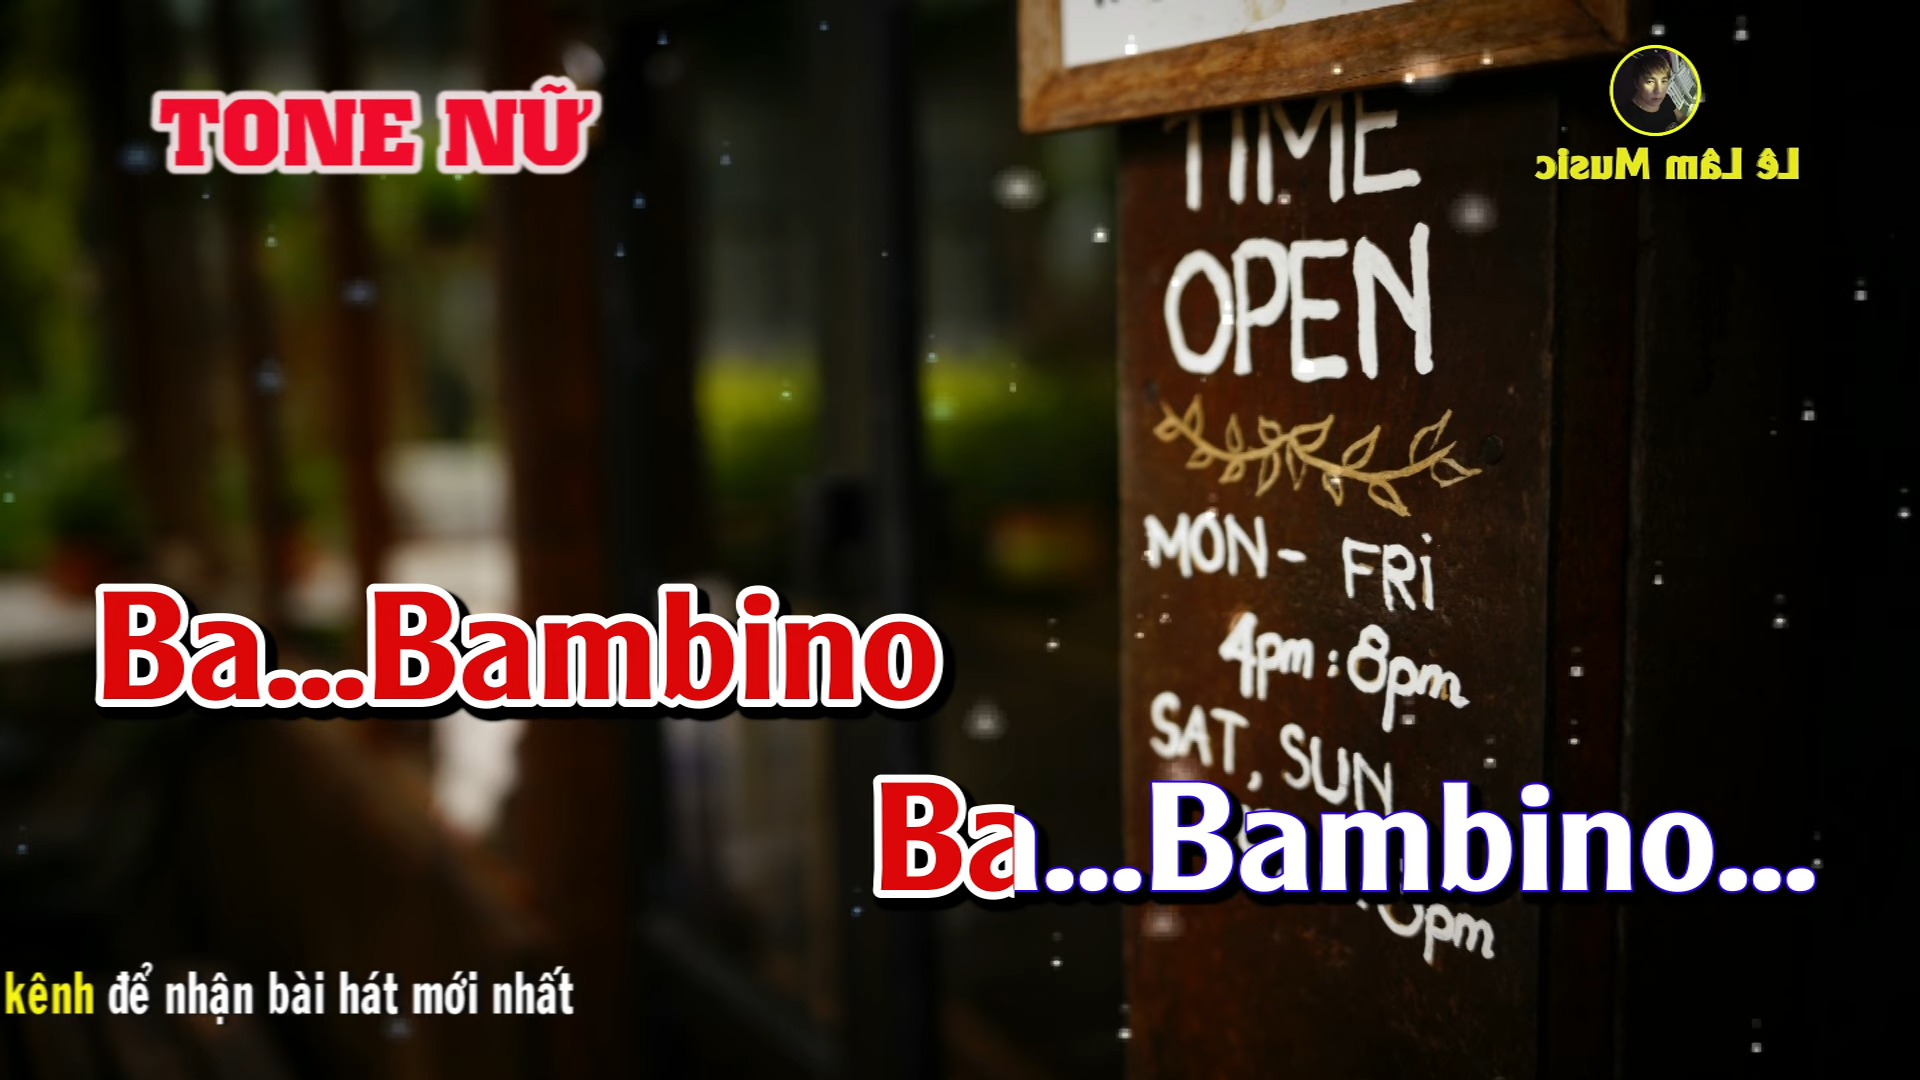 TONE NỮ
Lê Lâm Music
TIME
OPEN
MON - FRi
4pm : 8pm
SAT, SUN
Ba...Bambino
Ba...Bambino...
kênh để nhận bài hát mới nhất